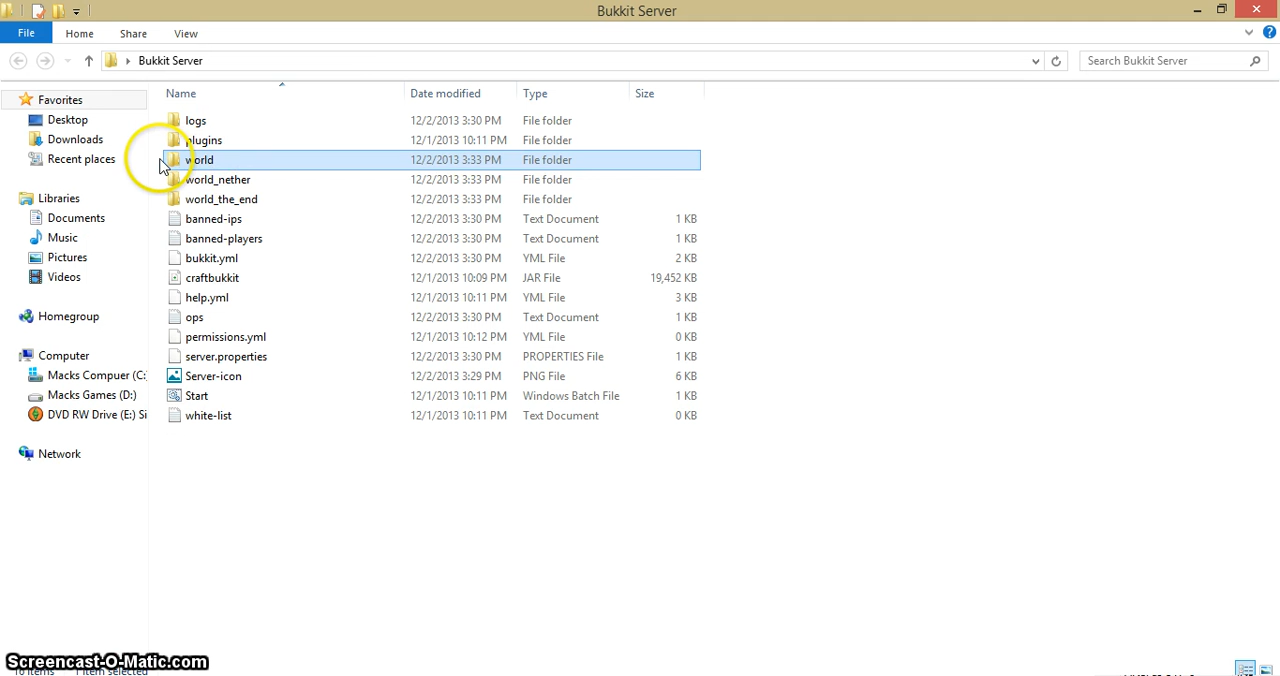 Bukkit Server
File Home Share View
Bukkit Server
Search Bukkit Server
Name Date modified Type Size
Favorites
Desktop
Downloads
Recent places
Libraries
Documents
Music
Pictures
Videos
Homegroup
Computer
Macks Compuer (C:
Macks Games (D:)
DVD RW Drive (E:) Si
Network
logs 12/2/2013 3:30 PM File folder
plugins 12/1/2013 10:11 PM File folder
world 12/2/2013 3:33 PM File folder
world_nether 12/2/2013 3:33 PM File folder
world_the_end 12/2/2013 3:33 PM File folder
banned-ips 12/2/2013 3:30 PM Text Document 1 KB
banned-players 12/2/2013 3:30 PM Text Document 1 KB
bukkit.yml 12/2/2013 3:30 PM YML File 2 KB
craftbukkit 12/1/2013 10:09 PM JAR File 19,452 KB
help.yml 12/1/2013 10:11 PM YML File 3 KB
ops 12/2/2013 3:30 PM Text Document 1 KB
permissions.yml 12/1/2013 10:12 PM YML File 0 KB
server.properties 12/2/2013 3:30 PM PROPERTIES File 1 KB
Server-icon 12/2/2013 3:29 PM PNG File 6 KB
Start 12/1/2013 10:11 PM Windows Batch File 1 KB
white-list 12/1/2013 10:11 PM Text Document 0 KB
Screencast-O-Matic.com
16 items 1 item selected